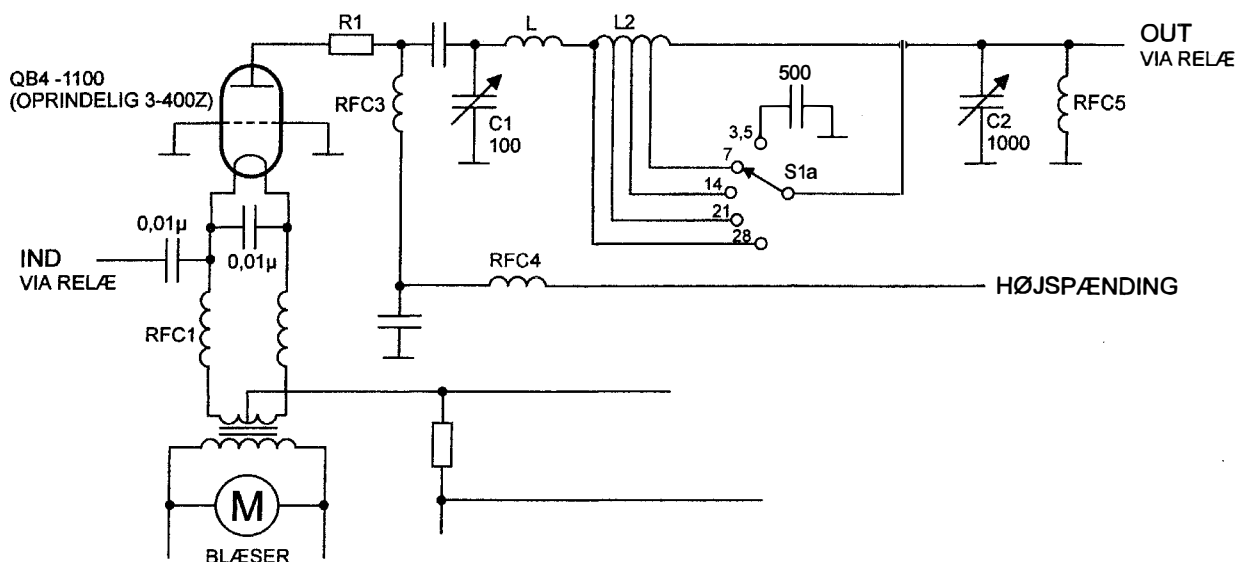 R1
L
L2
OUT
VIA RELÆ
QB4 -1100
(OPRINDELIG 3-400Z)
RFC3
500
RFC5
C1
100
3,5
C2
1000
7
S1a
14
21
28
0,01µ
0,01µ
IND
VIA RELÆ
RFC4
HØJSPÆNDING
RFC1
M
BLÆSER